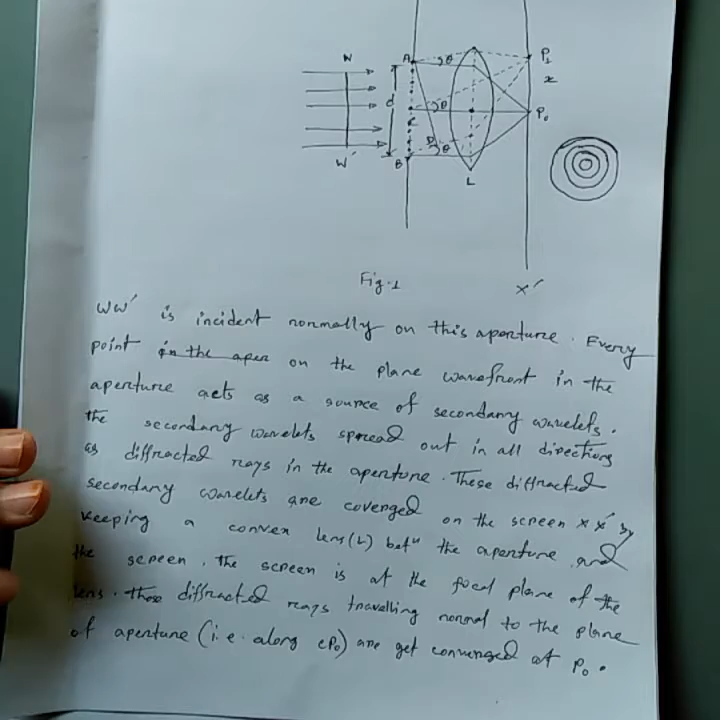 W
A
θ
P₁
x
d
θ
P₀
c
D
θ
W'
B
L
Fig-1
x'
WW' is incident normally on this aperture. Every
point in the aper on the plane wavefront in the
aperture acts as a source of secondary wavelets.
the secondary wavelets spread out in all directions
as diffracted rays in the aperture. These diffracted
secondary wavelets are coverged on the screen xx' by
keeping a convex lens(L) betⁿ the aperture and
the screen. The screen is at the focal plane of the
lens. Those diffracted rays travelling normal to the plane
of aperture (i.e. along CP₀) are get converged at P₀.